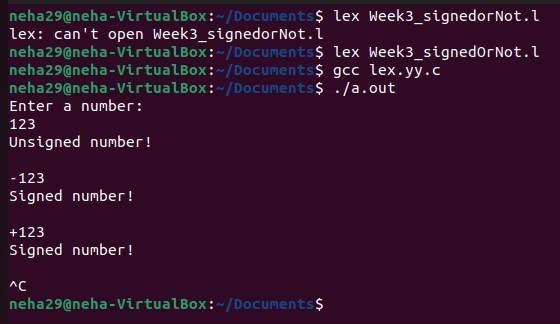 neha29@neha-VirtualBox:~/Documents$ lex Week3_signedorNot.l
lex: can't open Week3_signedorNot.l
neha29@neha-VirtualBox:~/Documents$ lex Week3_signedOrNot.l
neha29@neha-VirtualBox:~/Documents$ gcc lex.yy.c
neha29@neha-VirtualBox:~/Documents$ ./a.out
Enter a number:
123
Unsigned number!
-123
Signed number!
+123
Signed number!
^C
neha29@neha-VirtualBox:~/Documents$